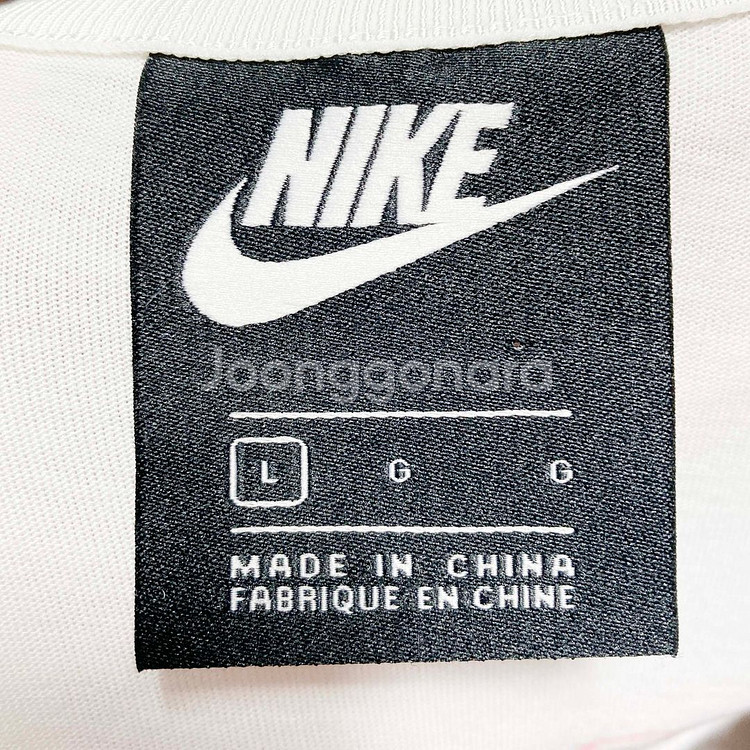 NIKE
Joonggonara
L G G
MADE IN CHINA
FABRIQUE EN CHINE